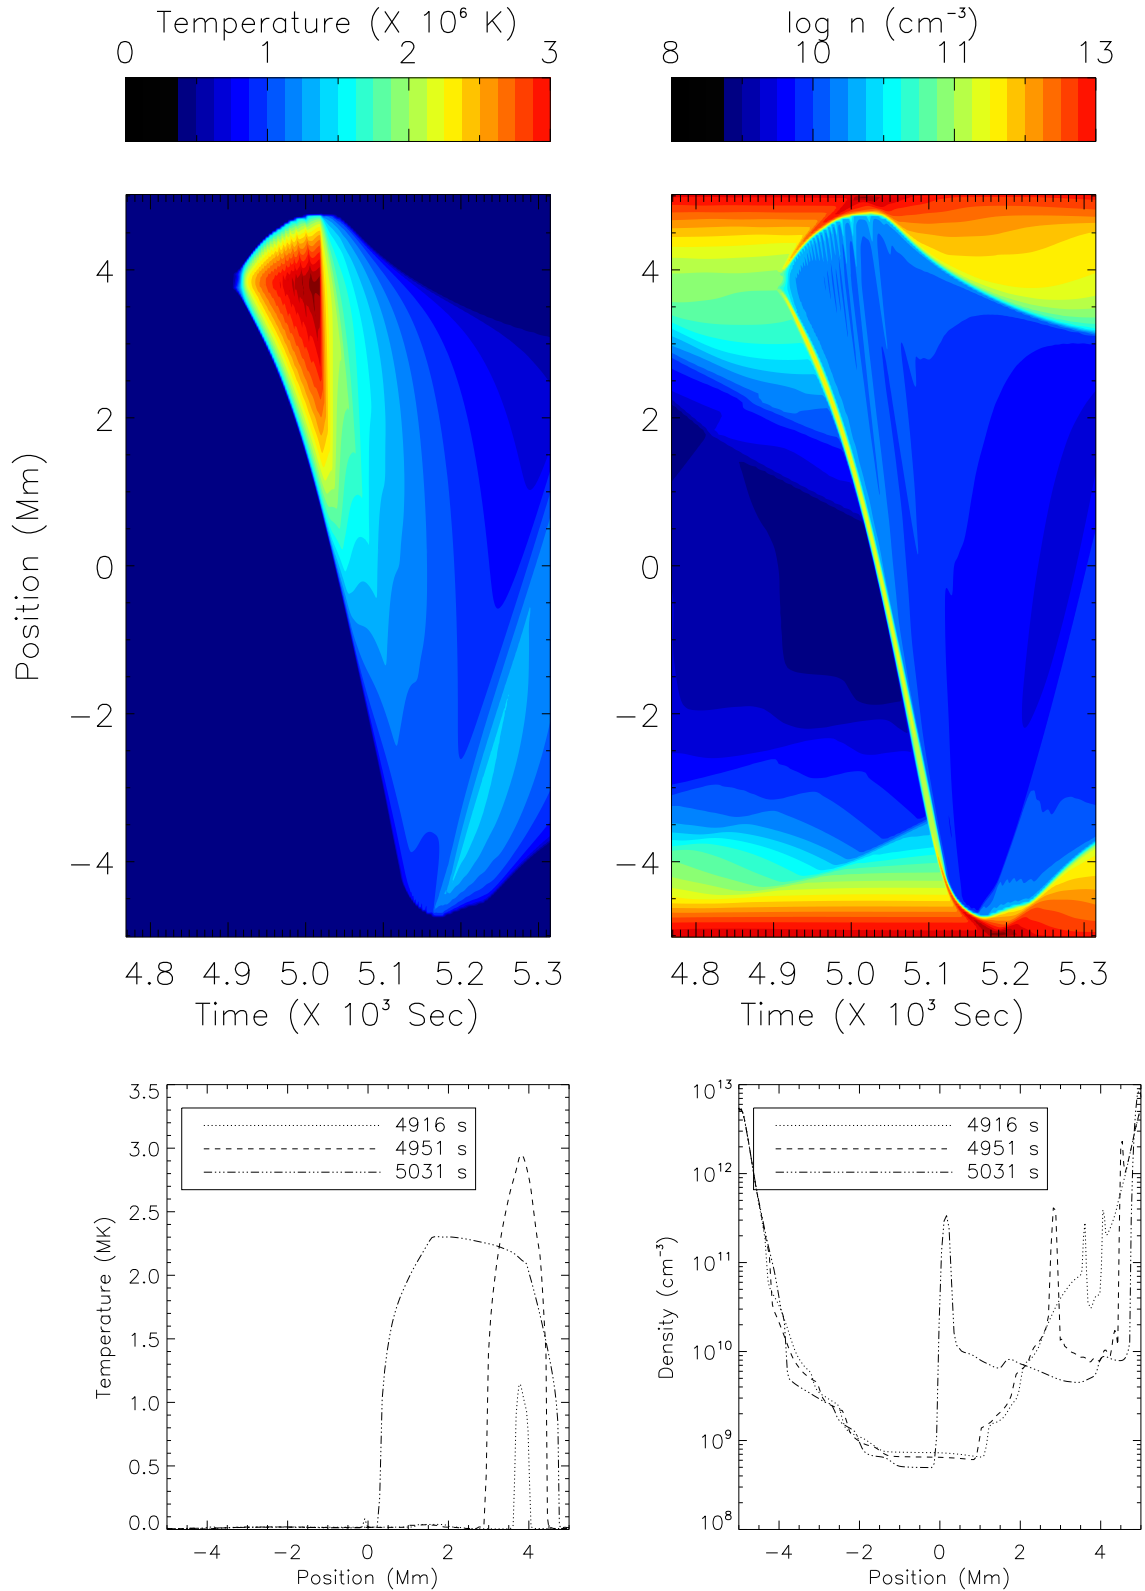 Temperature (X 10⁶ K)
0 1 2 3
log n (cm⁻³)
8 10 11 13
Position (Mm)
4
2
0
−2
−4
4.8 4.9 5.0 5.1 5.2 5.3
Time (X 10³ Sec)
4
2
0
−2
−4
4.8 4.9 5.0 5.1 5.2 5.3
Time (X 10³ Sec)
Temperature (MK)
3.5
3.0
2.5
2.0
1.5
1.0
0.5
0.0
4916 s
4951 s
5031 s
−4 −2 0 2 4
Position (Mm)
Density (cm⁻³)
10¹³
10¹²
10¹¹
10¹⁰
10⁹
10⁸
4916 s
4951 s
5031 s
−4 −2 0 2 4
Position (Mm)